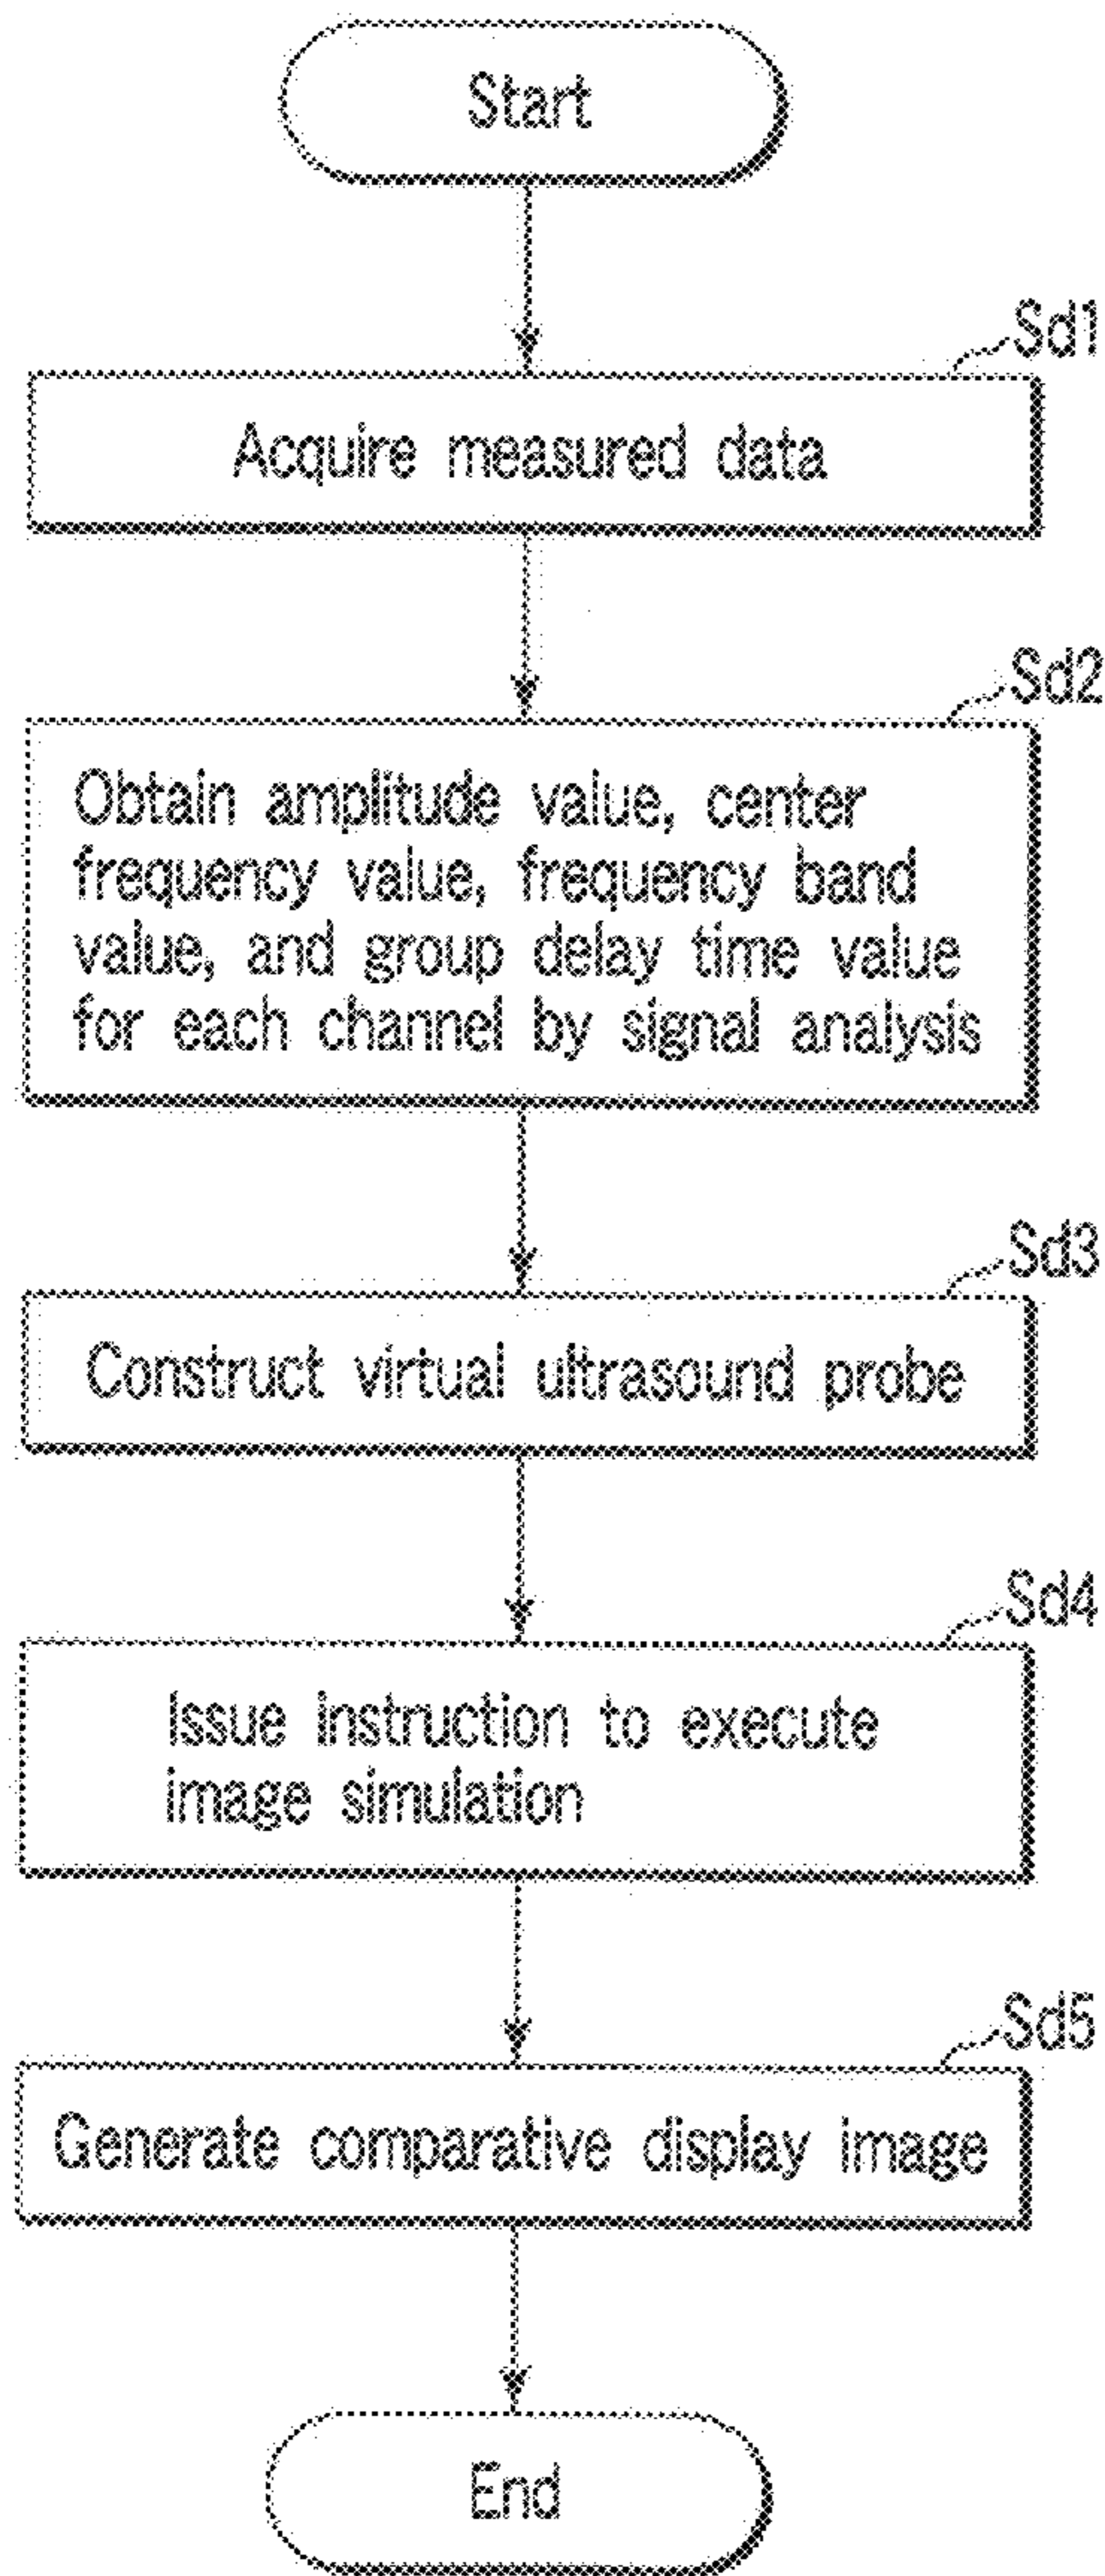 Start
Sd1
Acquire measured data
Sd2
Obtain amplitude value, center
frequency value, frequency band
value, and group delay time value
for each channel by signal analysis
Sd3
Construct virtual ultrasound probe
Sd4
Issue instruction to execute
image simulation
Sd5
Generate comparative display image
End